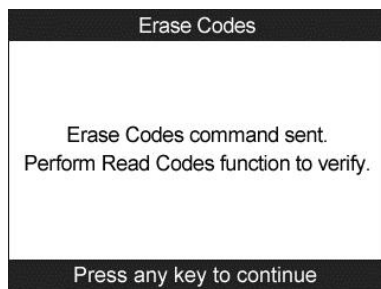 Erase Codes
Erase Codes command sent.
Perform Read Codes function to verify.
Press any key to continue